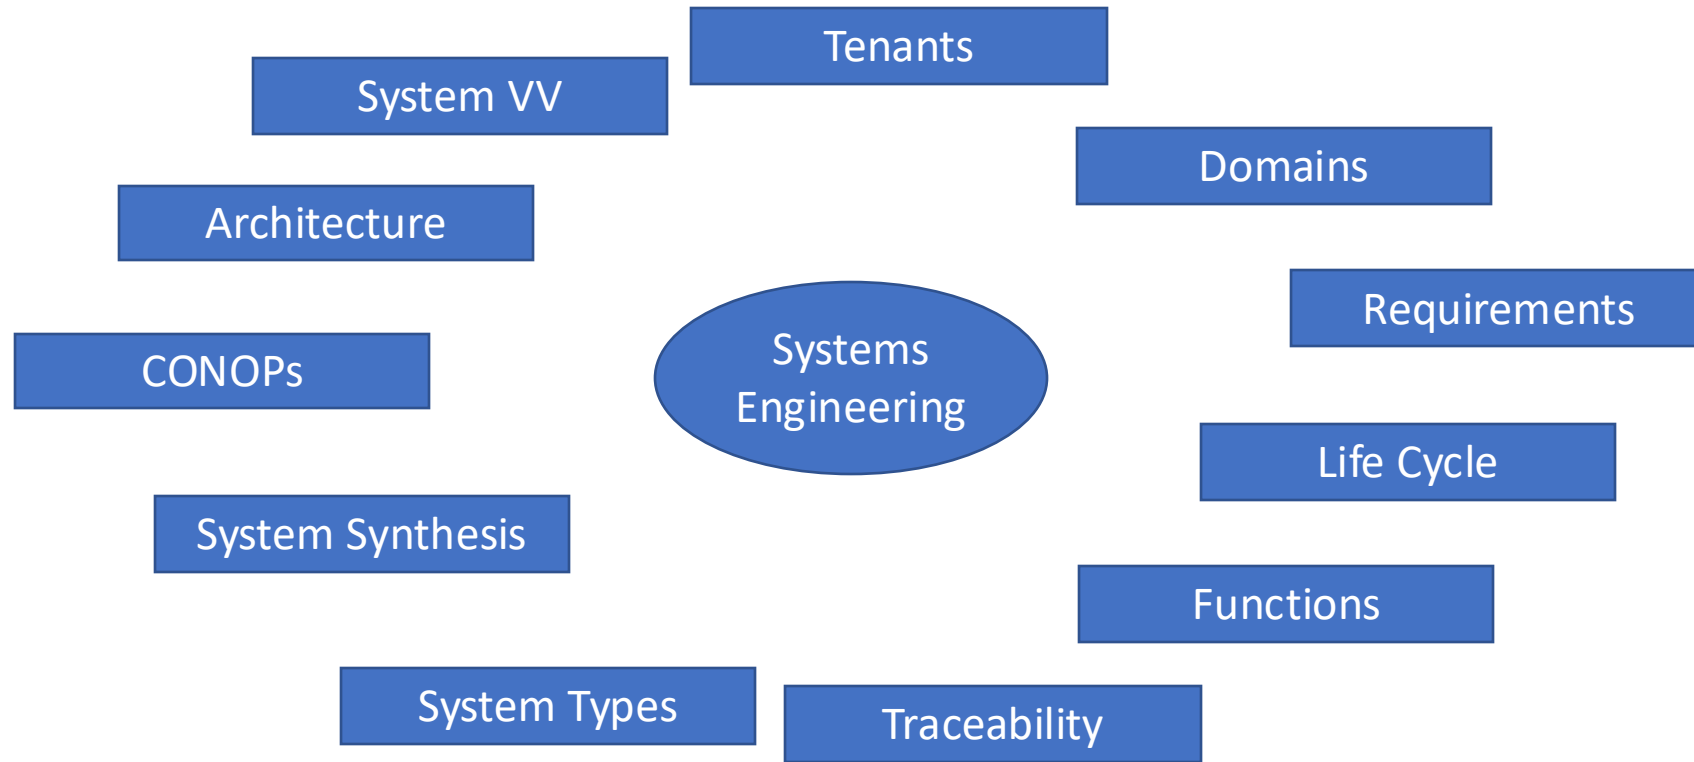 Tenants
System VV
Domains
Architecture
Requirements
CONOPs
Systems
Engineering
Life Cycle
System Synthesis
Functions
System Types
Traceability